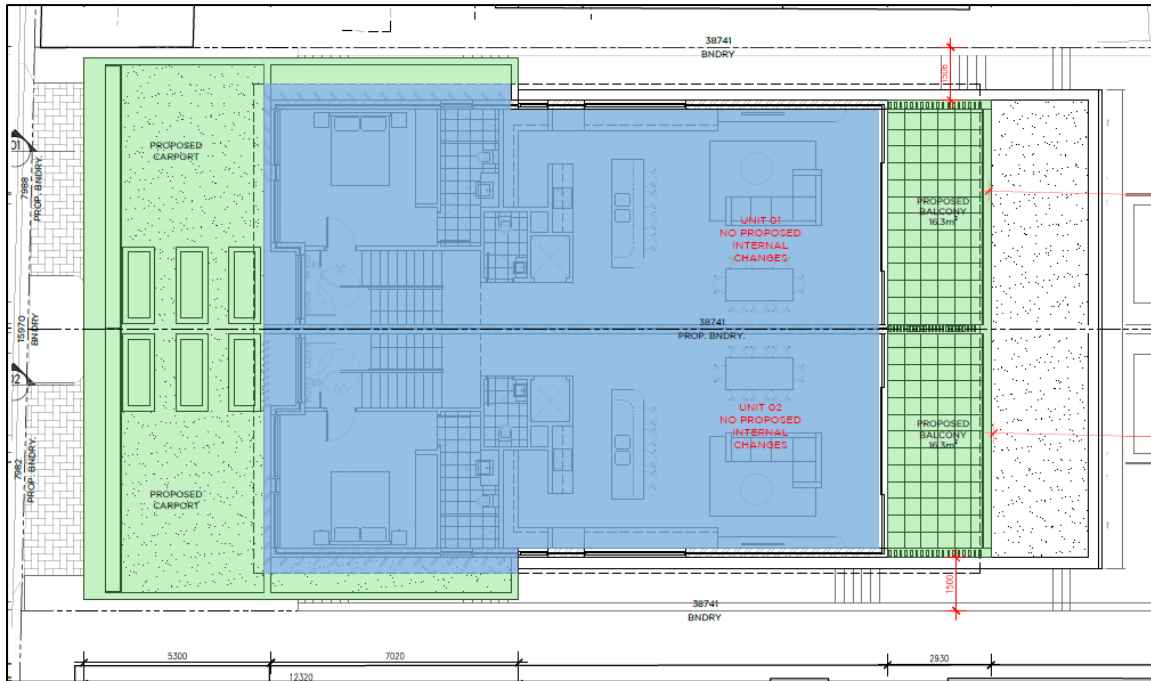 38741
BNDRY
1506
01
7988
PROP. BNDRY.
PROPOSED
CARPORT
UNIT 01
NO PROPOSED
INTERNAL
CHANGES
PROPOSED
BALCONY
16.3m²
15970
BNDRY
38741
PROP. BNDRY.
02
7982
PROP. BNDRY.
PROPOSED
CARPORT
UNIT 02
NO PROPOSED
INTERNAL
CHANGES
PROPOSED
BALCONY
16.3m²
1500
38741
BNDRY
5300
7020
2930
12320